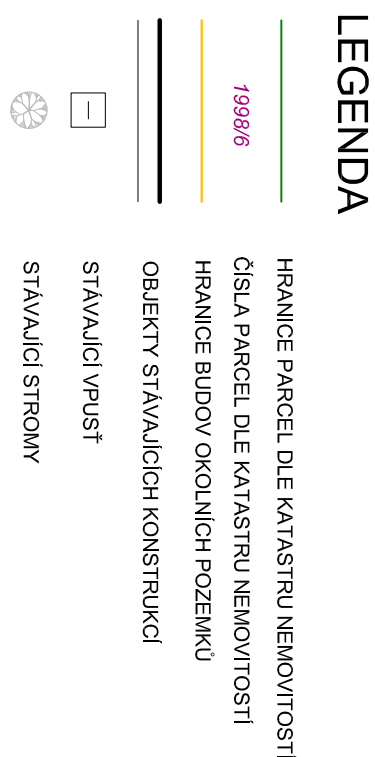 LEGENDA
HRANICE PARCEL DLE KATASTRU NEMOVITOSTÍ
1998/6 ČÍSLA PARCEL DLE KATASTRU NEMOVITOSTÍ
HRANICE BUDOV OKOLNÍCH POZEMKŮ
OBJEKTY STÁVAJÍCÍCH KONSTRUKCÍ
STÁVAJÍCÍ VPUSŤ
STÁVAJÍCÍ STROMY